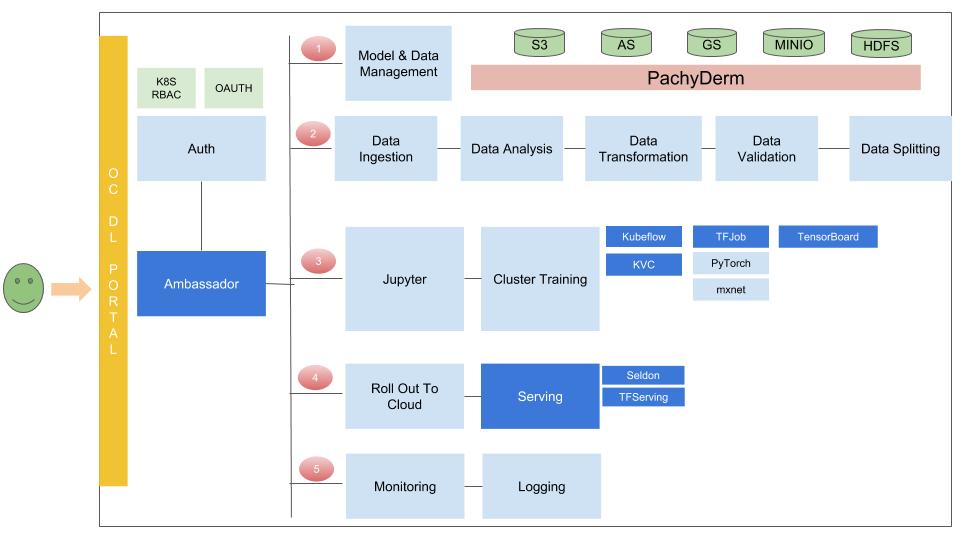 OC DL PORTAL
K8S
RBAC
OAUTH
Auth
Ambassador
1
Model & Data
Management
S3
AS
GS
MINIO
HDFS
PachyDerm
2
Data
Ingestion
Data Analysis
Data
Transformation
Data
Validation
Data Splitting
3
Jupyter
Cluster Training
Kubeflow
TFJob
TensorBoard
KVC
PyTorch
mxnet
4
Roll Out To
Cloud
Serving
Seldon
TFServing
5
Monitoring
Logging